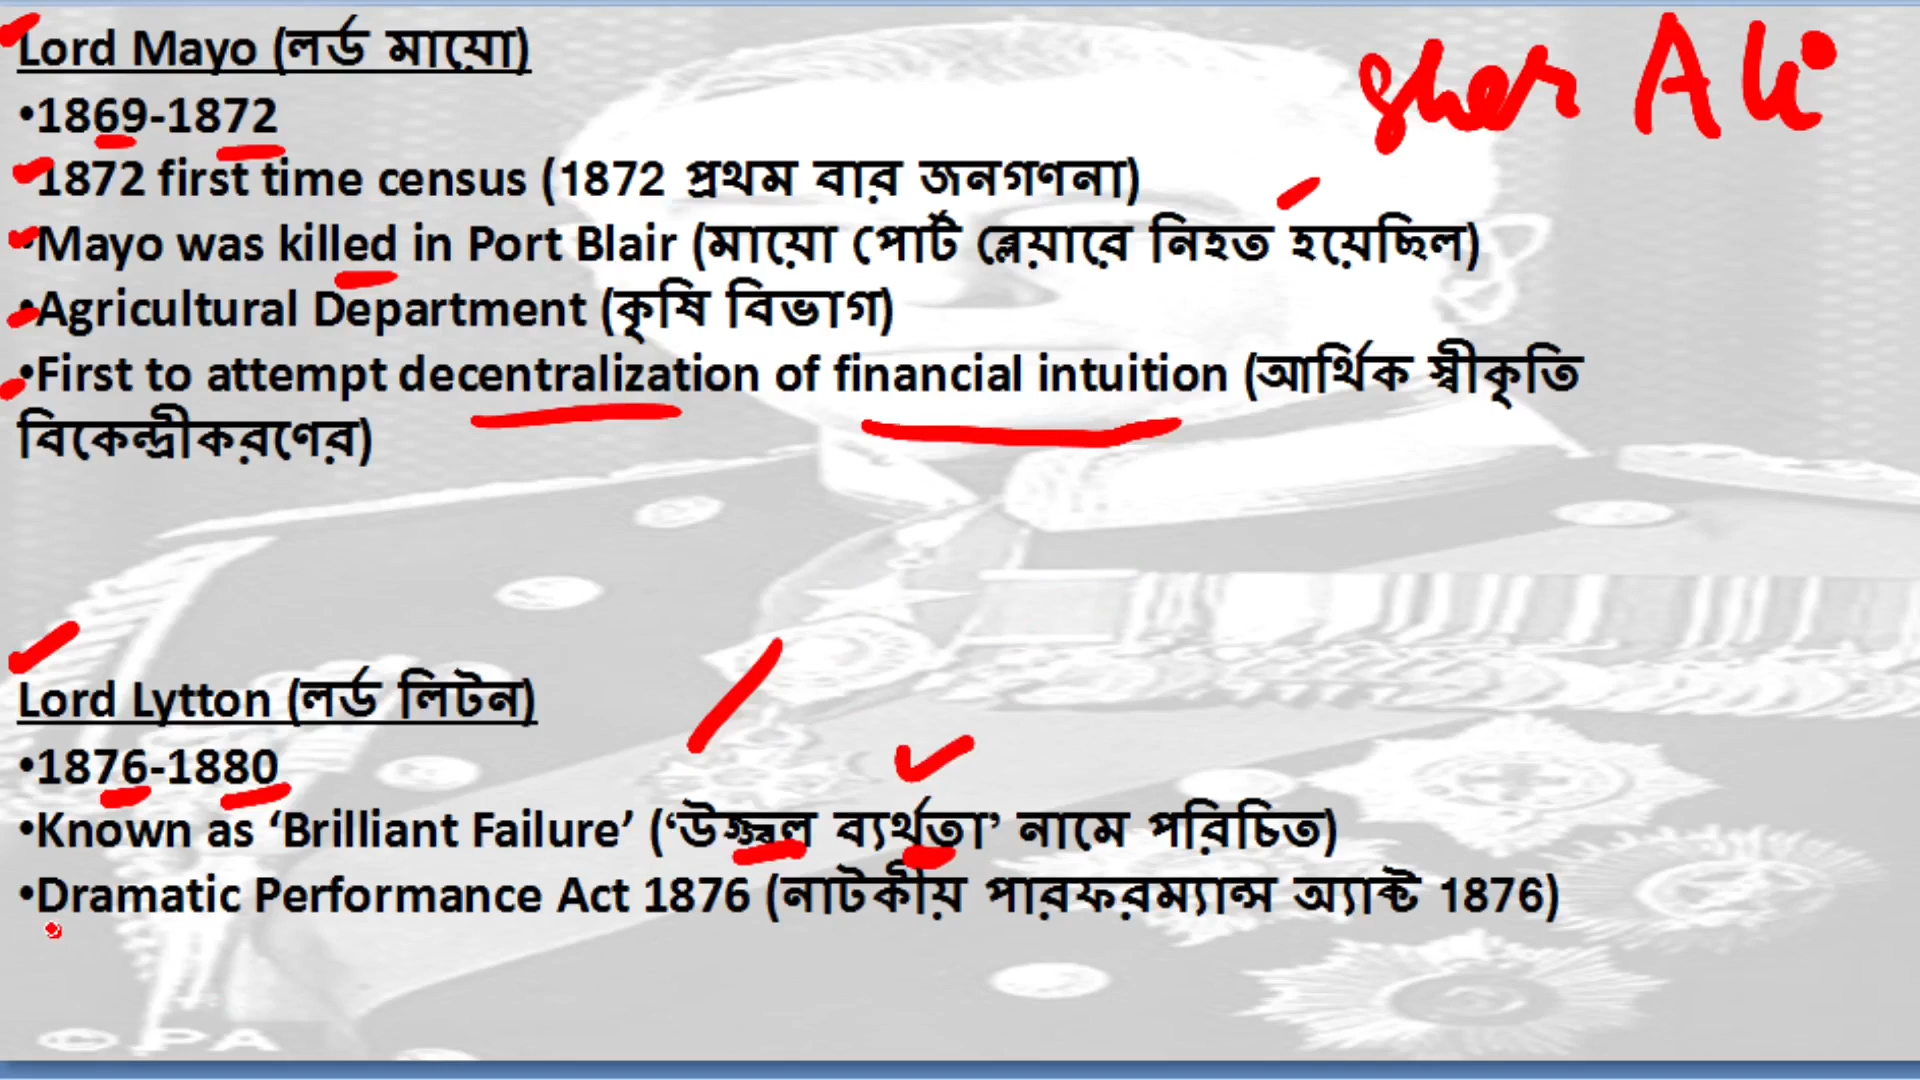 Lord Mayo (লর্ড মায়ো)
Sher Ali
•1869-1872
•1872 first time census (1872 প্রথম বার জনগণনা)
•Mayo was killed in Port Blair (মায়ো পোর্ট ব্লেয়ারে নিহত হয়েছিল)
•Agricultural Department (কৃষি বিভাগ)
•First to attempt decentralization of financial intuition (আর্থিক স্বীকৃতি
বিকেন্দ্রীকরণের)
Lord Lytton (লর্ড লিটন)
•1876-1880
•Known as ‘Brilliant Failure’ (‘উজ্জ্বল ব্যর্থতা’ নামে পরিচিত)
•Dramatic Performance Act 1876 (নাটকীয় পারফরম্যান্স অ্যাক্ট 1876)
© PA